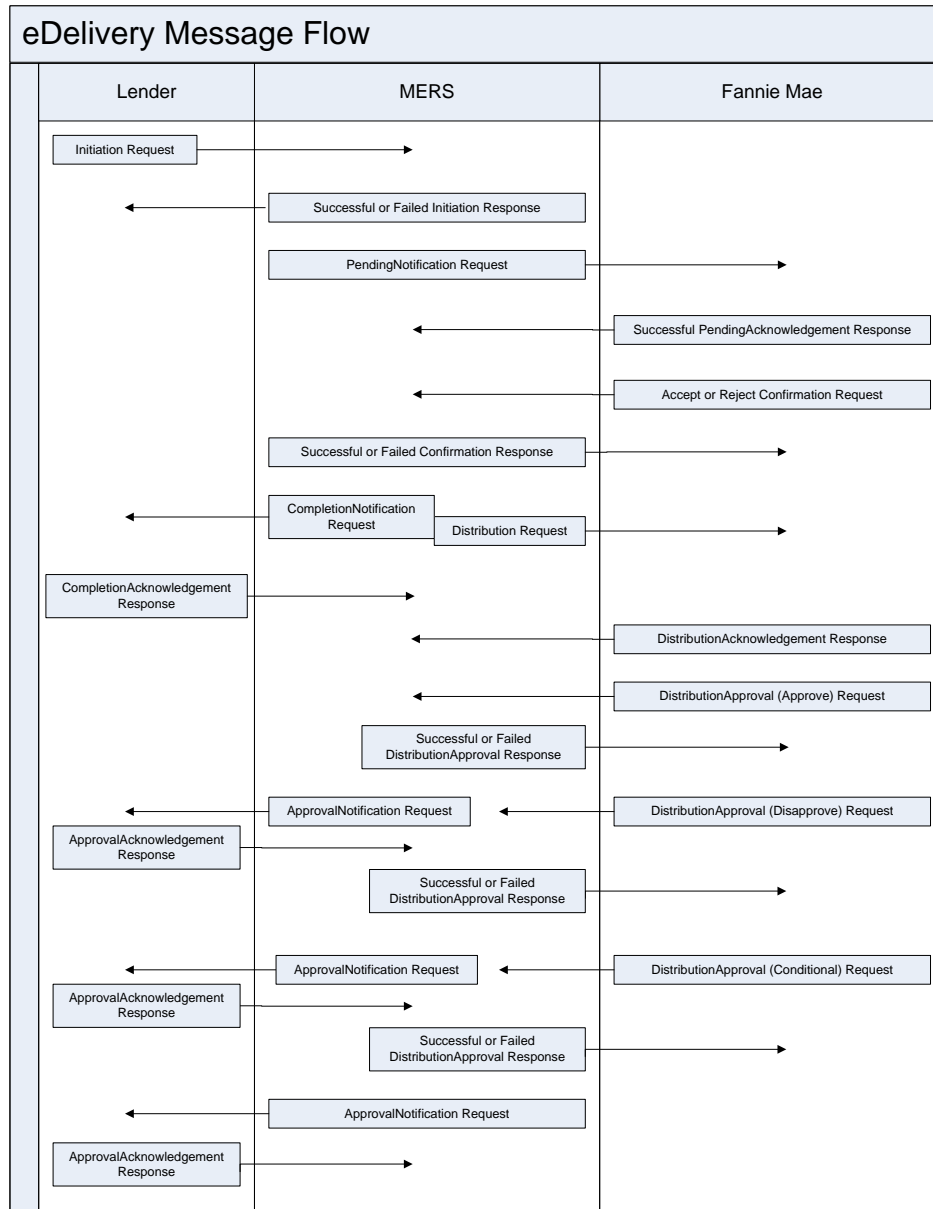 eDelivery Message Flow
Lender
MERS
Fannie Mae
Initiation Request
Successful or Failed Initiation Response
PendingNotification Request
Successful PendingAcknowledgement Response
Accept or Reject Confirmation Request
Successful or Failed Confirmation Response
CompletionNotification
Request
Distribution Request
CompletionAcknowledgement
Response
DistributionAcknowledgement Response
DistributionApproval (Approve) Request
Successful or Failed
DistributionApproval Response
ApprovalNotification Request
DistributionApproval (Disapprove) Request
ApprovalAcknowledgement
Response
Successful or Failed
DistributionApproval Response
ApprovalNotification Request
DistributionApproval (Conditional) Request
ApprovalAcknowledgement
Response
Successful or Failed
DistributionApproval Response
ApprovalNotification Request
ApprovalAcknowledgement
Response